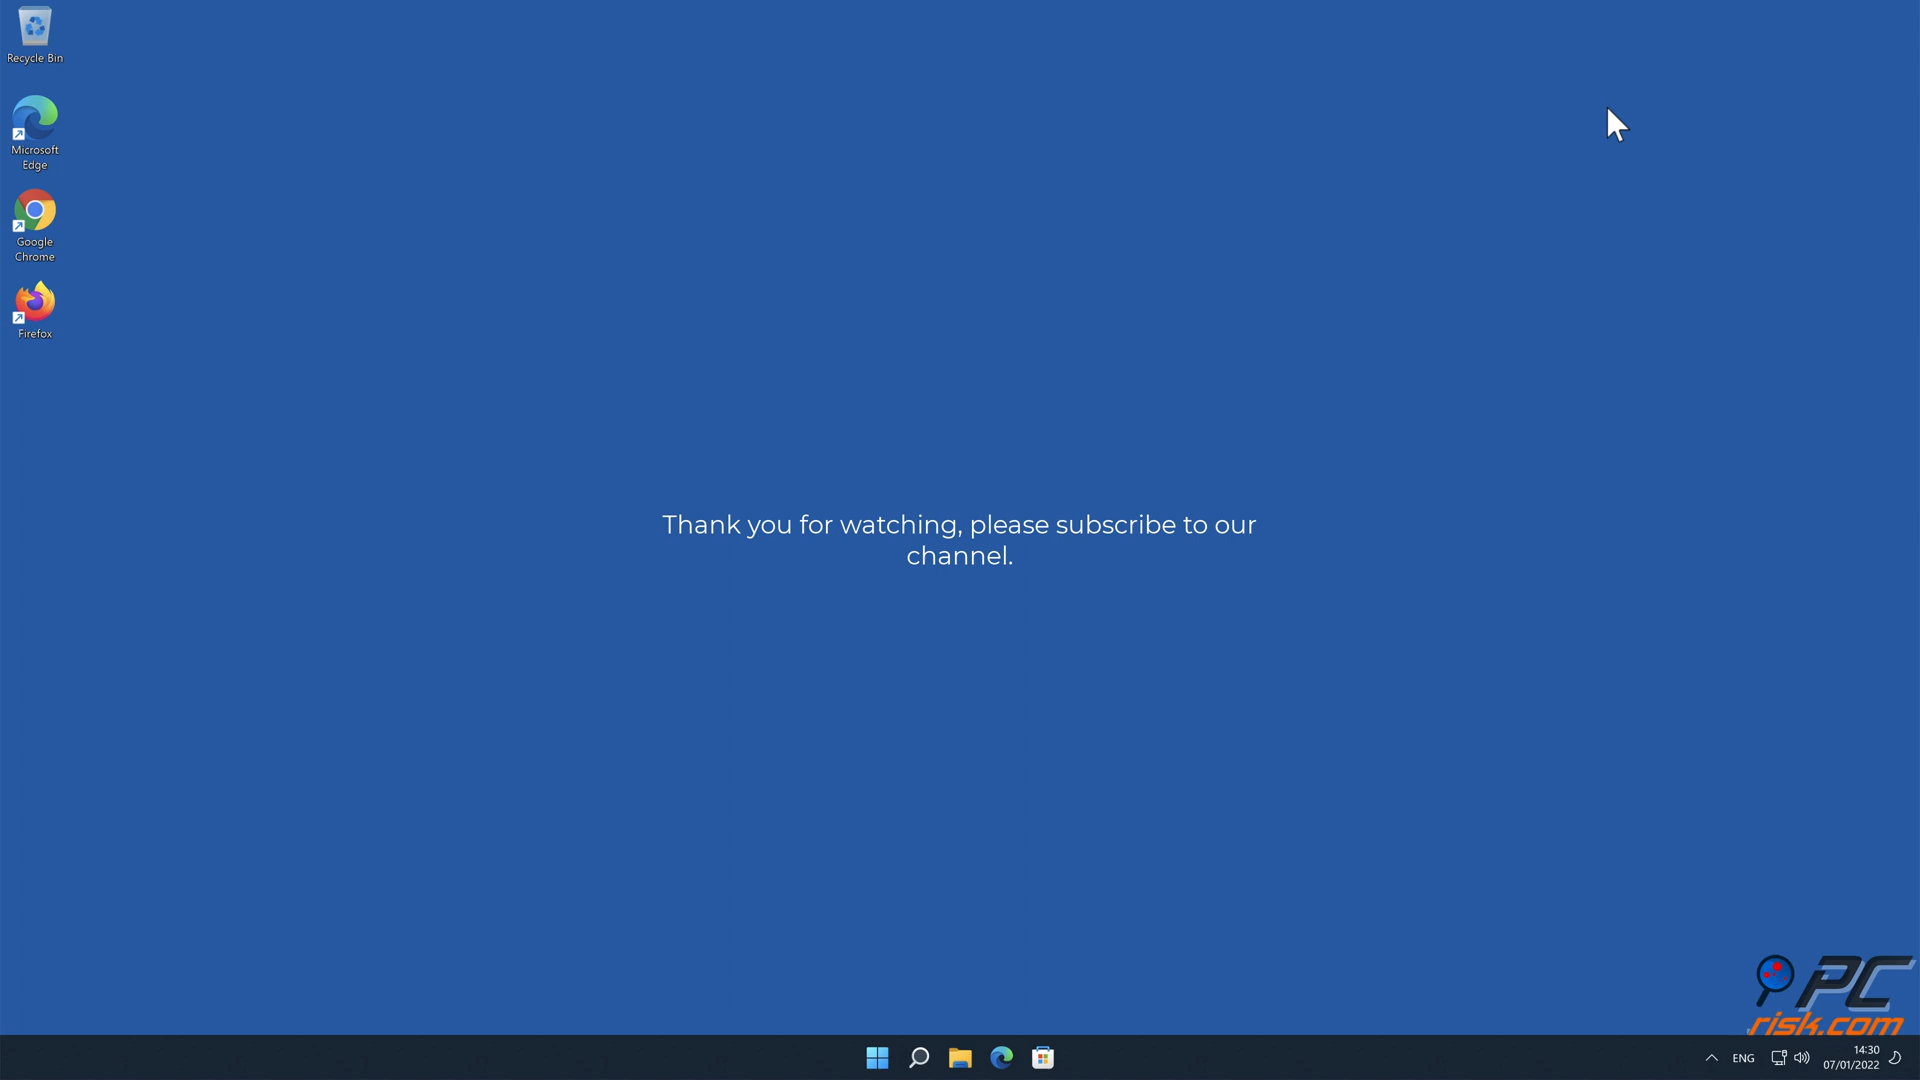 Recycle Bin
Microsoft
Edge
Google
Chrome
Firefox
Thank you for watching, please subscribe to our
channel.
PC
risk.com
ENG
14:30
07/01/2022